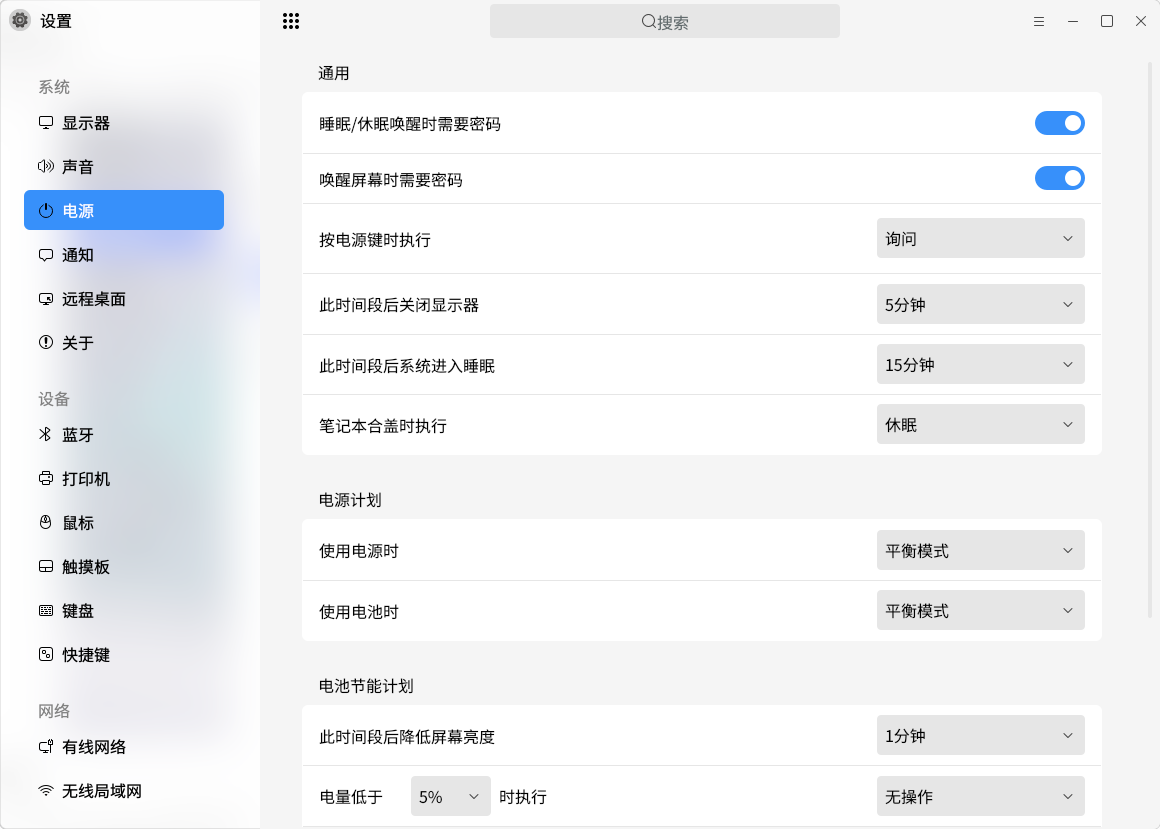 设置
搜索
系统
显示器
声音
电源
通知
远程桌面
关于
设备
蓝牙
打印机
鼠标
触摸板
键盘
快捷键
网络
有线网络
无线局域网
通用
睡眠/休眠唤醒时需要密码
唤醒屏幕时需要密码
按电源键时执行 询问
此时间段后关闭显示器 5分钟
此时间段后系统进入睡眠 15分钟
笔记本合盖时执行 休眠
电源计划
使用电源时 平衡模式
使用电池时 平衡模式
电池节能计划
此时间段后降低屏幕亮度 1分钟
电量低于 5% 时执行 无操作